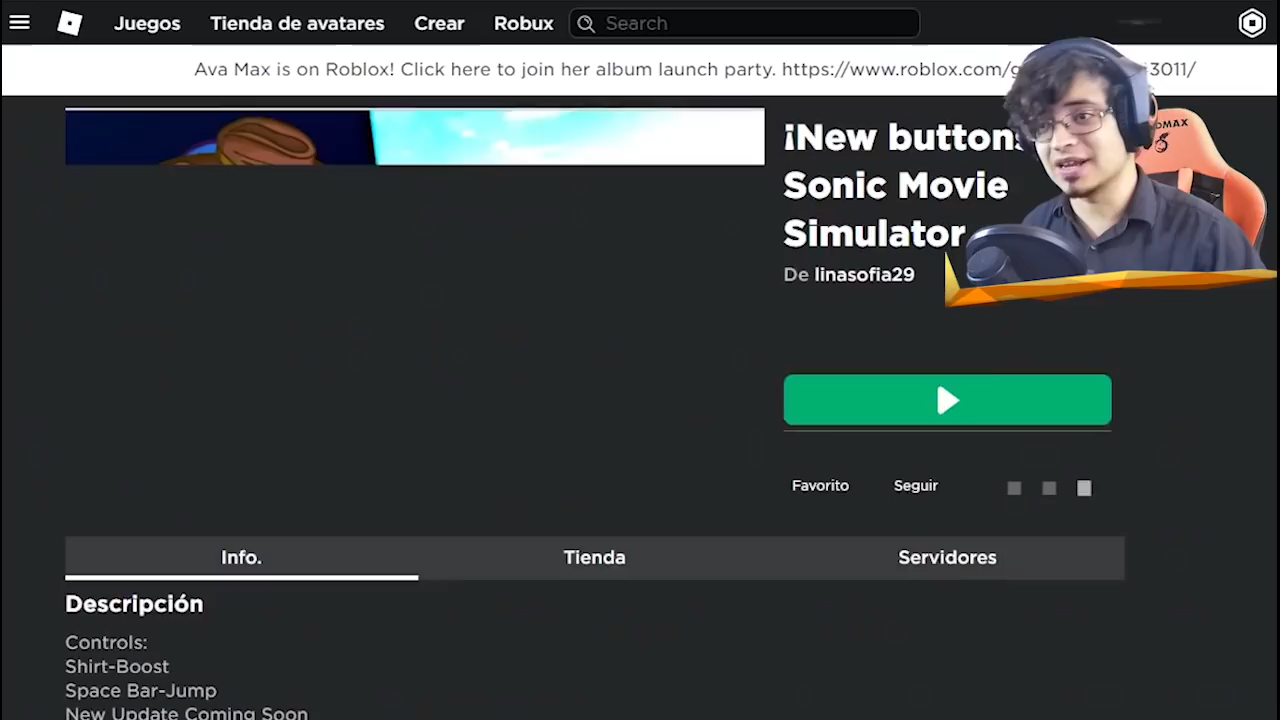 Juegos Tienda de avatares Crear Robux Search
Ava Max is on Roblox! Click here to join her album launch party. https://www.roblox.com/g 3011/
¡New button
Sonic Movie
Simulator
De linasofia29
Favorito Seguir
Info. Tienda Servidores
Descripción
Controls:
Shirt-Boost
Space Bar-Jump
New Update Coming Soon